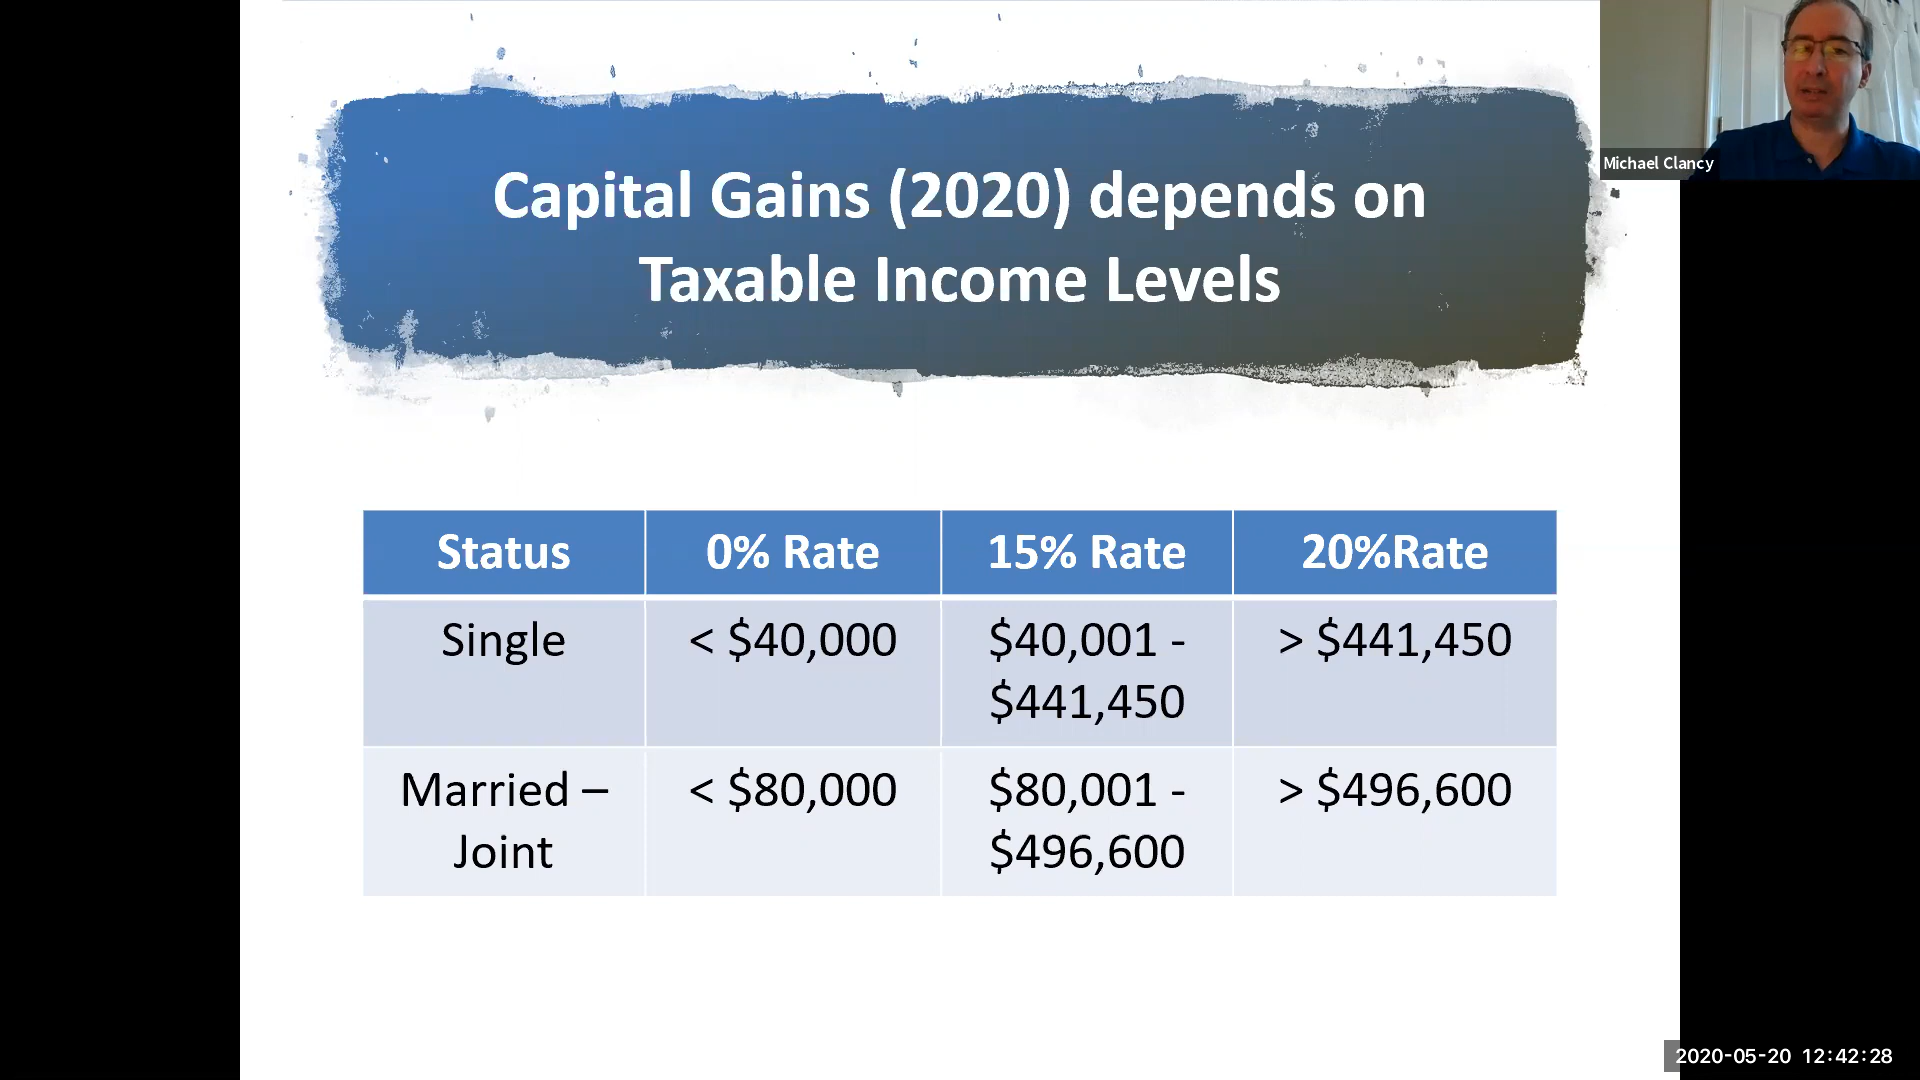 Capital Gains (2020) depends on
Taxable Income Levels
Michael Clancy
Status 0% Rate 15% Rate 20%Rate
Single < $40,000 $40,001 - > $441,450
$441,450
Married – < $80,000 $80,001 - > $496,600
Joint $496,600
2020-05-20 12:42:28